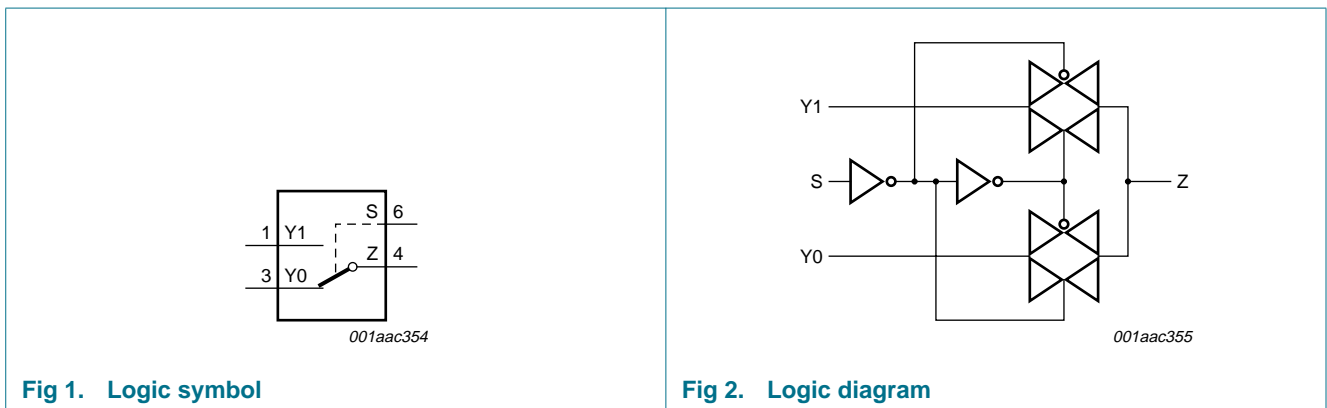 S 6
1 Y1
Z 4
3 Y0
001aac354
Fig 1. Logic symbol
Y1
S
Z
Y0
001aac355
Fig 2. Logic diagram